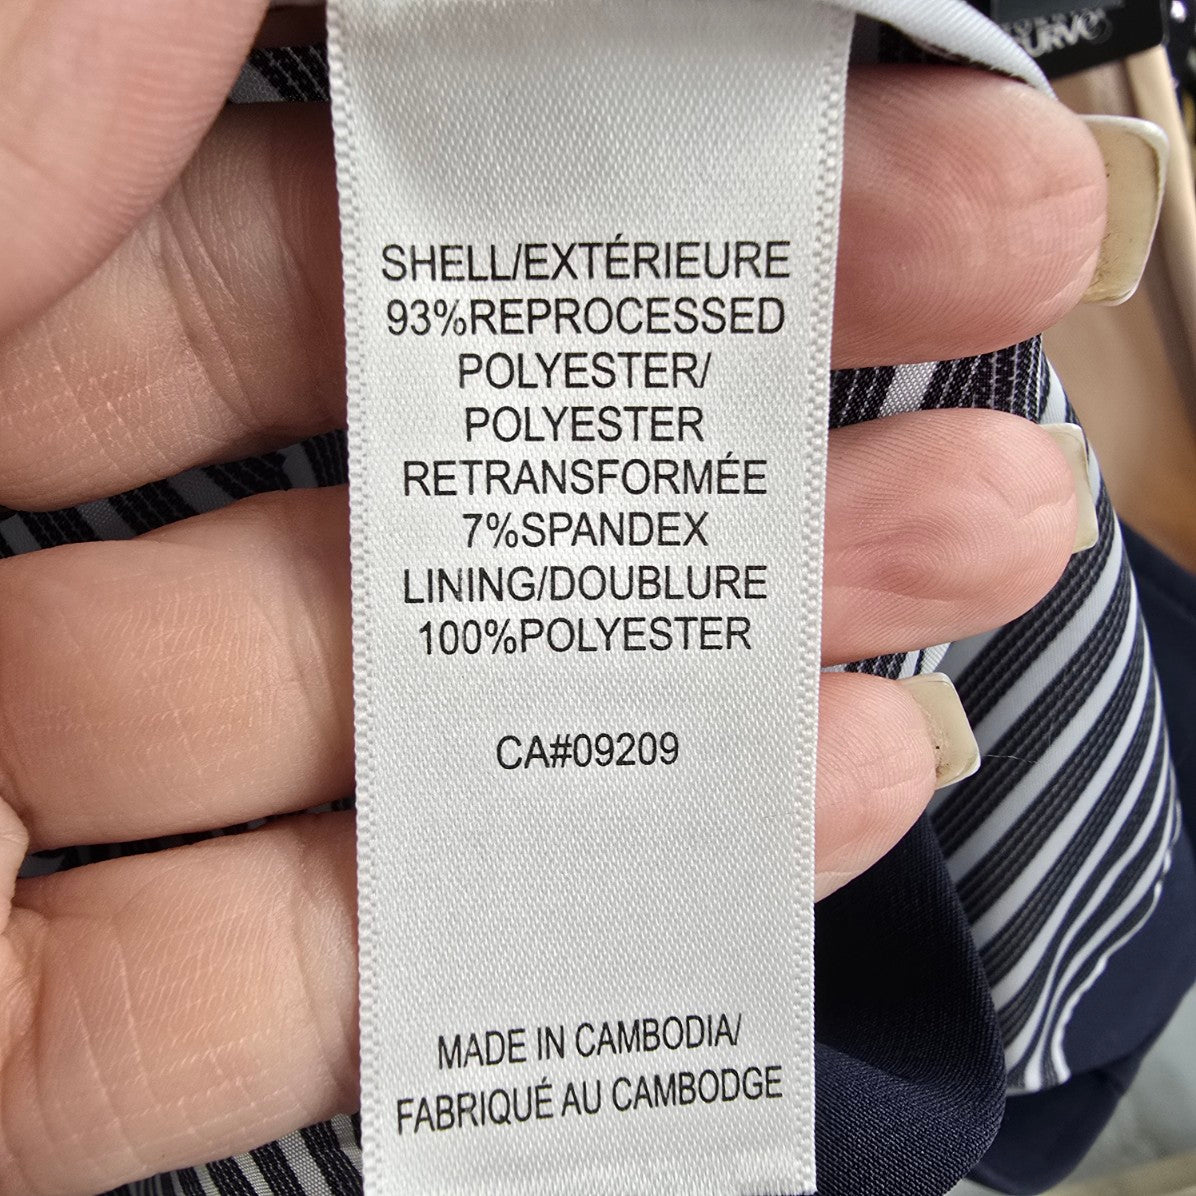 CURVE
SHELL/EXTÉRIEURE
93%REPROCESSED
POLYESTER/
POLYESTER
RETRANSFORMÉE
7%SPANDEX
LINING/DOUBLURE
100%POLYESTER
CA#09209
MADE IN CAMBODIA/
FABRIQUÉ AU CAMBODGE